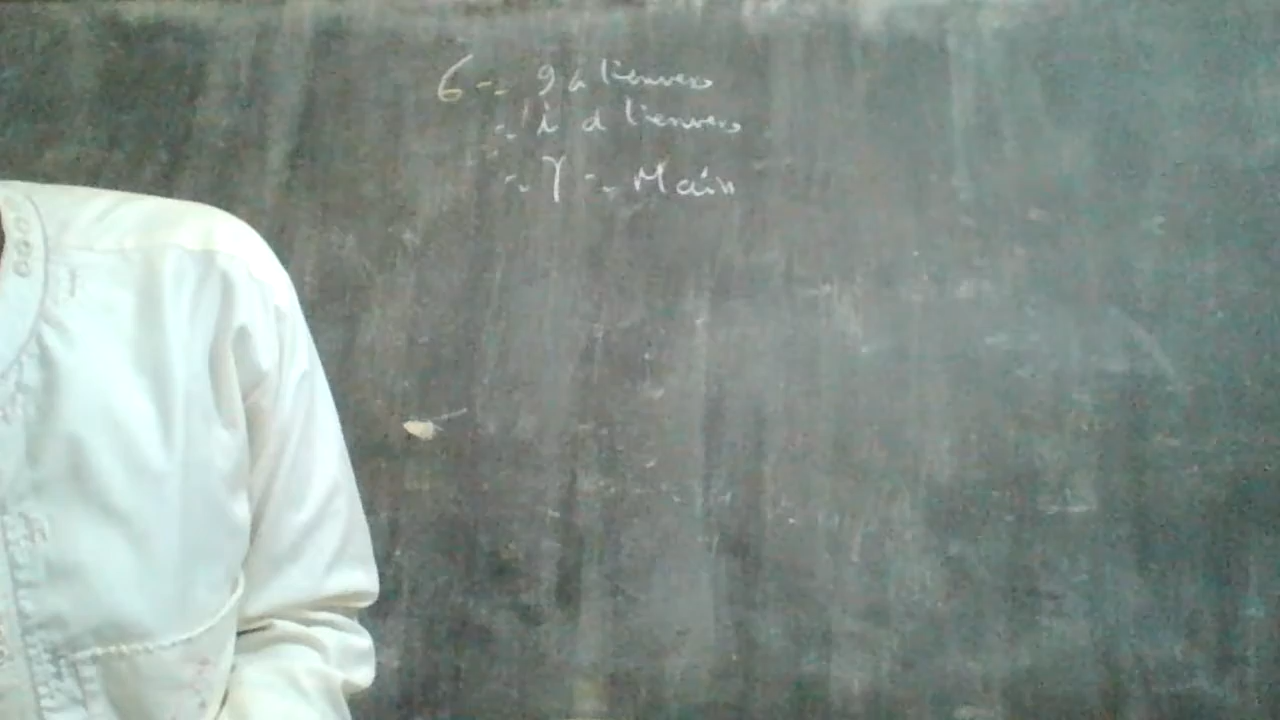 6 -. 9 à l'envers
-. i à l'envers
-. 7 -. Main